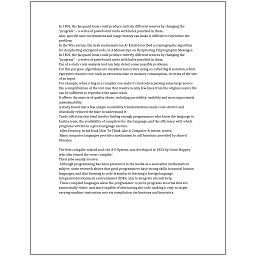 In 1801, the Jacquard loom could produce entirely different weaves by changing the
"program" – a series of pasteboard cards with holes punched in them.
Also, specific user environment and usage history can make it difficult to reproduce the
problem.
In the 9th century, the Arab mathematician Al-Kindi described a cryptographic algorithm
for deciphering encrypted code, in A Manuscript on Deciphering Cryptographic Messages.
In 1801, the Jacquard loom could produce entirely different weaves by changing the
"program" – a series of pasteboard cards with holes punched in them.
Use of a static code analysis tool can help detect some possible problems.
For this purpose, algorithms are classified into orders using so-called Big O notation, which
expresses resource use, such as execution time or memory consumption, in terms of the size
of an input.
For example, when a bug in a compiler can make it crash when parsing some large source
file, a simplification of the test case that results in only few lines from the original source file
can be sufficient to reproduce the same crash.
It affects the aspects of quality above, including portability, usability and most importantly
maintainability.
A study found that a few simple readability transformations made code shorter and
drastically reduced the time to understand it.
Trade-offs from this ideal involve finding enough programmers who know the language to
build a team, the availability of compilers for that language, and the efficiency with which
programs written in a given language execute.
Allen Downey, in his book How To Think Like A Computer Scientist, writes:
Many computer languages provide a mechanism to call functions provided by shared
libraries.
The first compiler related tool, the A-0 System, was developed in 1952 by Grace Hopper,
who also coined the term 'compiler'.
Their jobs usually involve:
Although programming has been presented in the media as a somewhat mathematical
subject, some research shows that good programmers have strong skills in natural human
languages, and that learning to code is similar to learning a foreign language.
Integrated development environments (IDEs) aim to integrate all such help.
These compiled languages allow the programmer to write programs in terms that are
syntactically richer, and more capable of abstracting the code, making it easy to target
varying machine instruction sets via compilation declarations and heuristics.